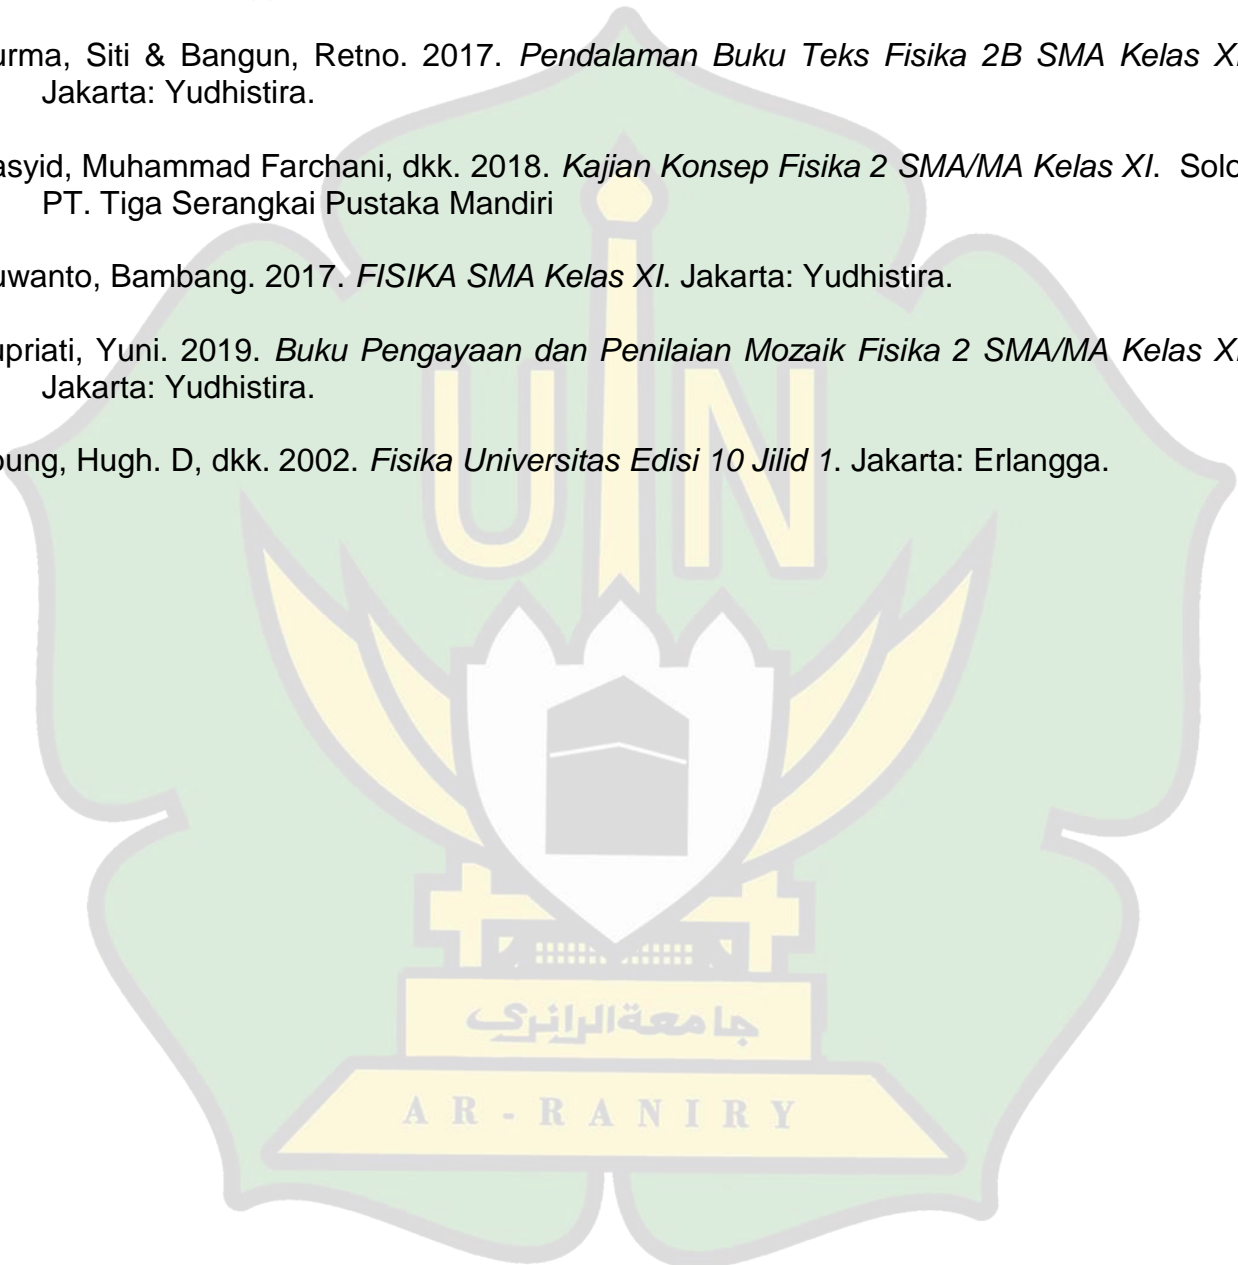 urma, Siti & Bangun, Retno. 2017. Pendalaman Buku Teks Fisika 2B SMA Kelas XI
Jakarta: Yudhistira.
asyid, Muhammad Farchani, dkk. 2018. Kajian Konsep Fisika 2 SMA/MA Kelas XI. Solo
PT. Tiga Serangkai Pustaka Mandiri
uwanto, Bambang. 2017. FISIKA SMA Kelas XI. Jakarta: Yudhistira.
upriati, Yuni. 2019. Buku Pengayaan dan Penilaian Mozaik Fisika 2 SMA/MA Kelas XI
Jakarta: Yudhistira.
oung, Hugh. D, dkk. 2002. Fisika Universitas Edisi 10 Jilid 1. Jakarta: Erlangga.
UIN
جامعة الرانري
AR-RANIRY